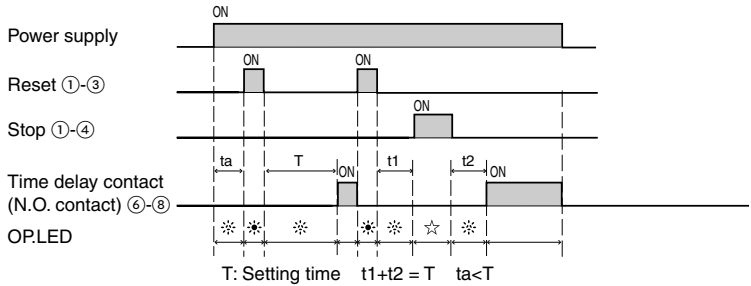 ON
Power supply
ON
ON
Reset ①-③
ON
Stop ①-④
ta
T
t1
t2
ON
ON
Time delay contact
(N.O. contact) ⑥-⑧
OP.LED
T: Setting time t1+t2 = T ta<T